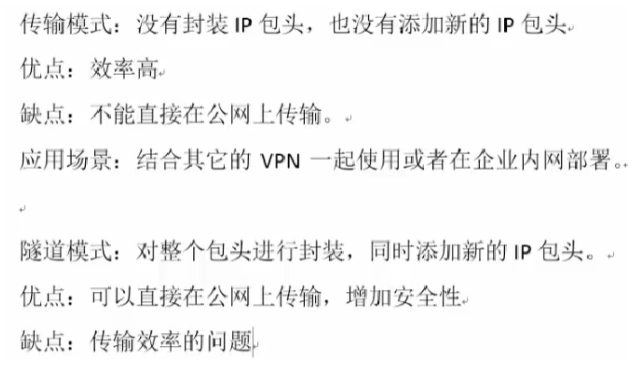 传输模式：没有封装 IP 包头，也没有添加新的 IP 包头
优点：效率高
缺点：不能直接在公网上传输。
应用场景：结合其它的 VPN 一起使用或者在企业内网部署。
隧道模式：对整个包头进行封装，同时添加新的 IP 包头。
优点：可以直接在公网上传输，增加安全性
缺点：传输效率的问题